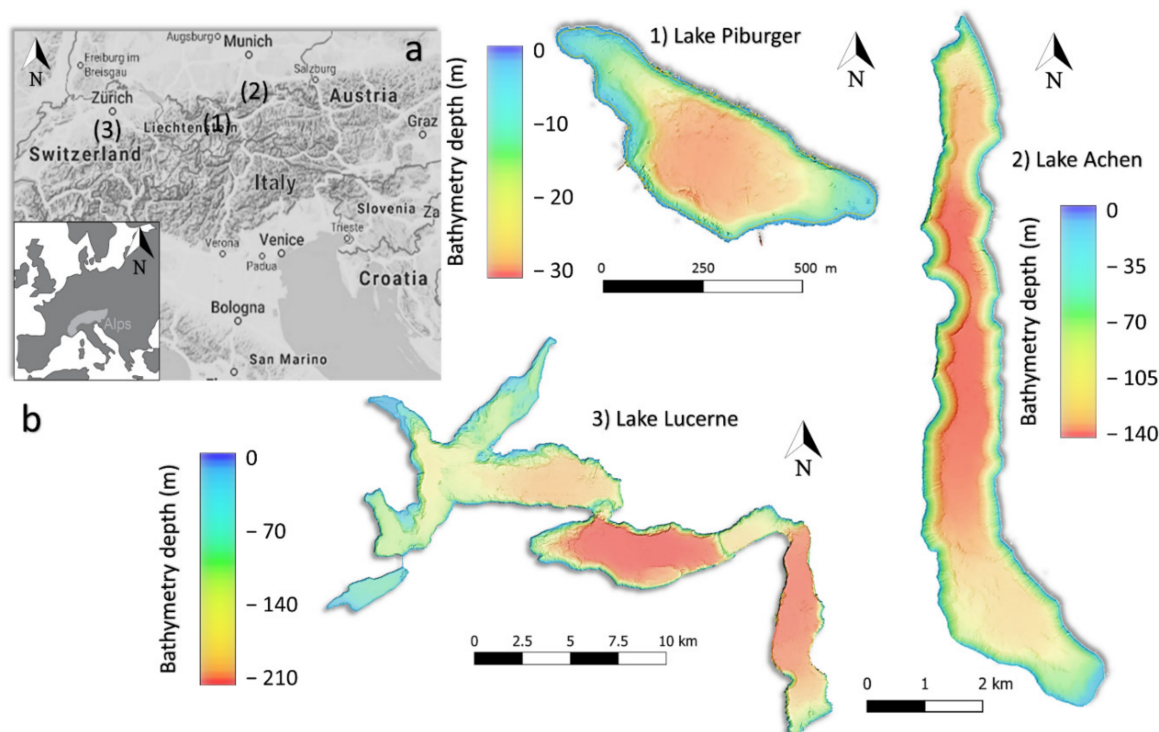 a
N
Augsburg
Munich
Freiburg im
Breisgau
Salzburg
Zürich
(2)
Austria
(3)
Liechtenstein
(1)
Graz
Switzerland
Italy
Slovenia
Za
Verona
Venice
Trieste
Padua
Croatia
Bologna
San Marino
N
Alps
1) Lake Piburger
N
Bathymetry depth (m)
0
– 10
– 20
– 30
0 250 500 m
2) Lake Achen
N
Bathymetry depth (m)
0
– 35
– 70
– 105
– 140
0 1 2 km
b
3) Lake Lucerne
N
Bathymetry depth (m)
0
– 70
– 140
– 210
0 2.5 5 7.5 10 km